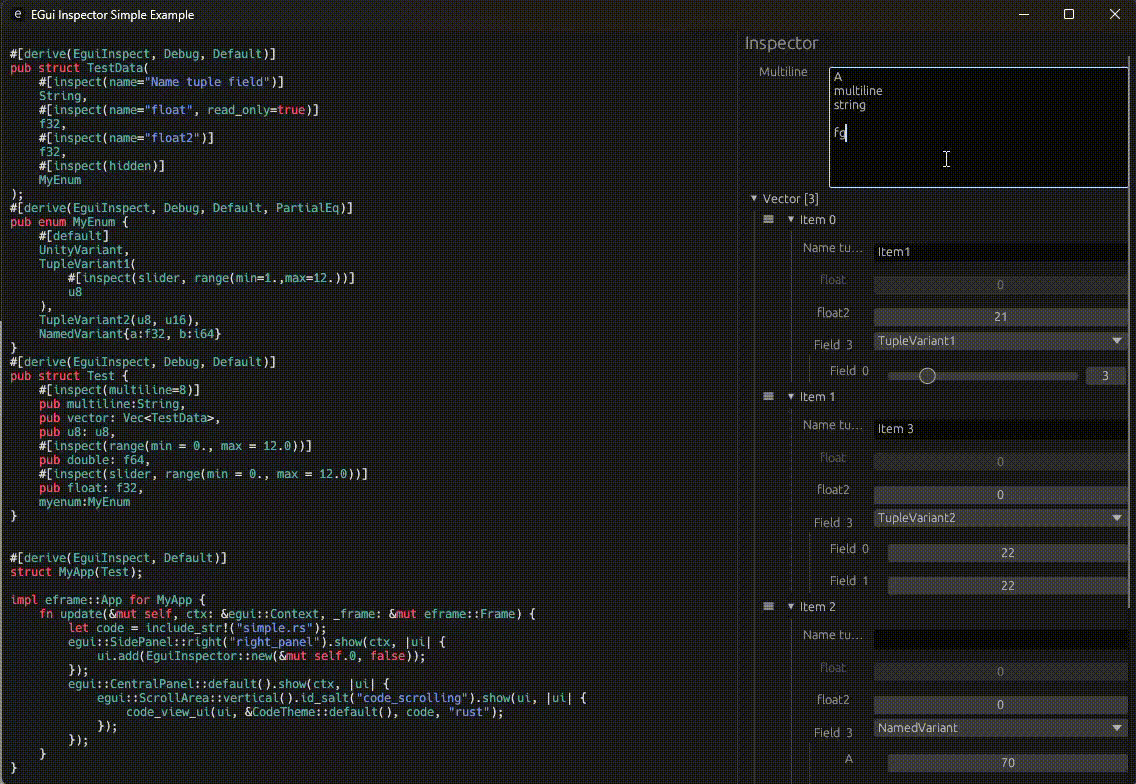 EGui Inspector Simple Example
#[derive(EguiInspect, Debug, Default)]
pub struct TestData(
    #[inspect(name="Name tuple field")]
    String,
    #[inspect(name="float", read_only=true)]
    f32,
    #[inspect(name="float2")]
    f32,
    #[inspect(hidden)]
    MyEnum
);
#[derive(EguiInspect, Debug, Default, PartialEq)]
pub enum MyEnum {
    #[default]
    UnityVariant,
    TupleVariant1(
        #[inspect(slider, range(min=1.,max=12.))]
        u8
    ),
    TupleVariant2(u8, u16),
    NamedVariant{a:f32, b:i64}
}
#[derive(EguiInspect, Debug, Default)]
pub struct Test {
    #[inspect(multiline=8)]
    pub multiline:String,
    pub vector: Vec<TestData>,
    pub u8: u8,
    #[inspect(range(min = 0., max = 12.0))]
    pub double: f64,
    #[inspect(slider, range(min = 0., max = 12.0))]
    pub float: f32,
    myenum:MyEnum
}
#[derive(EguiInspect, Default)]
struct MyApp(Test);
impl eframe::App for MyApp {
    fn update(&mut self, ctx: &egui::Context, _frame: &mut eframe::Frame) {
        let code = include_str!("simple.rs");
        egui::SidePanel::right("right_panel").show(ctx, |ui| {
            ui.add(EguiInspector::new(&mut self.0, false));
        });
        egui::CentralPanel::default().show(ctx, |ui| {
            egui::ScrollArea::vertical().id_salt("code_scrolling").show(ui, |ui| {
                code_view_ui(ui, &CodeTheme::default(), code, "rust");
            });
        });
    }
}
Inspector
Multiline
A
multiline
string
fg
Vector [3]
Item 0
Name tu... Item1
float 0
float2 21
Field 3 TupleVariant1
Field 0 3
Item 1
Name tu... Item 3
float 0
float2 0
Field 3 TupleVariant2
Field 0 22
Field 1 22
Item 2
Name tu...
float 0
float2 0
Field 3 NamedVariant
A 70